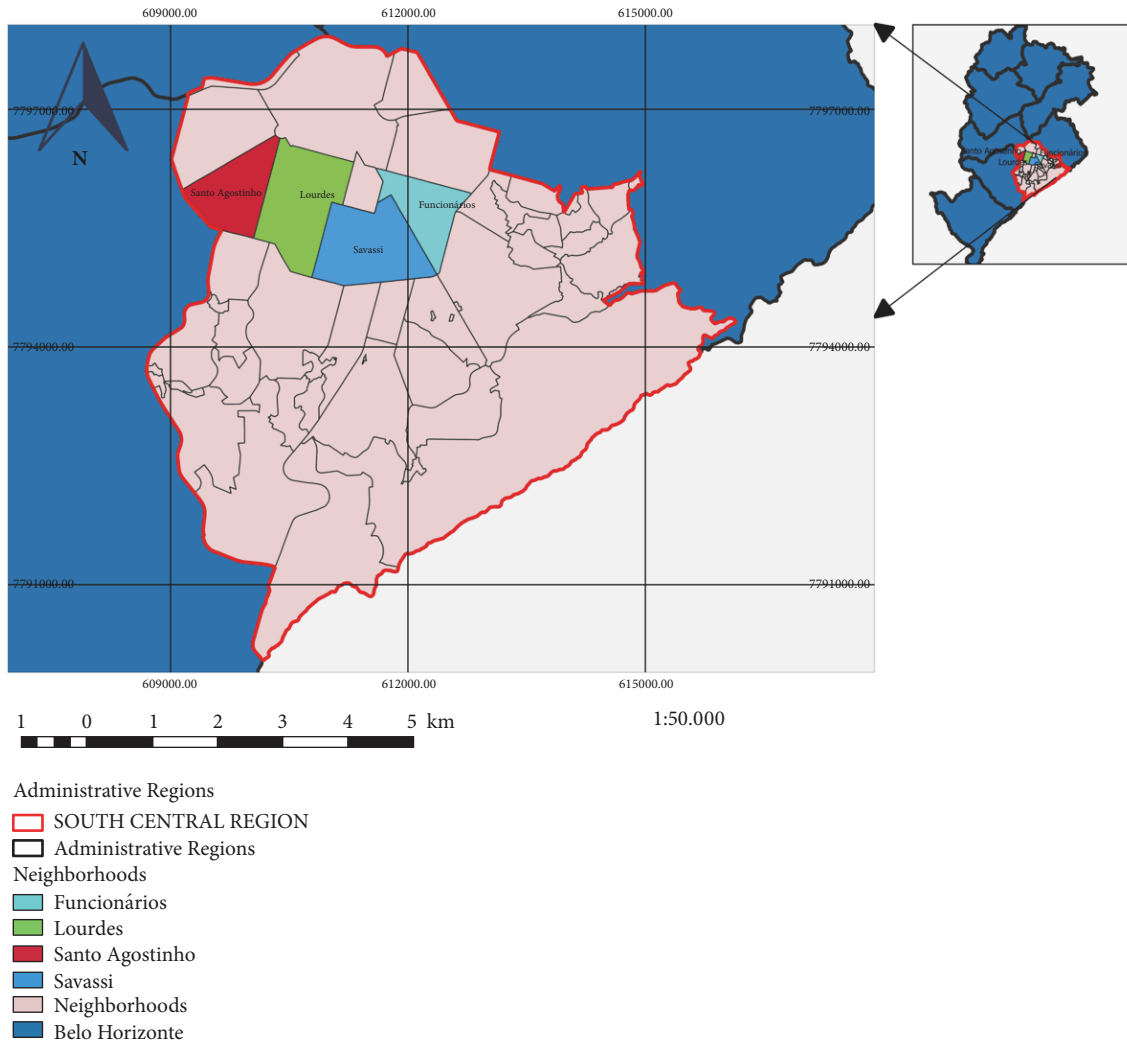 609000.00 612000.00 615000.00
7797000.00 7797000.00
N
Santo Agostinho Lourdes Funcionários
Savassi
7794000.00 7794000.00
7791000.00 7791000.00
609000.00 612000.00 615000.00
1 0 1 2 3 4 5 km 1:50.000
Administrative Regions
SOUTH CENTRAL REGION
Administrative Regions
Neighborhoods
Funcionários
Lourdes
Santo Agostinho
Savassi
Neighborhoods
Belo Horizonte